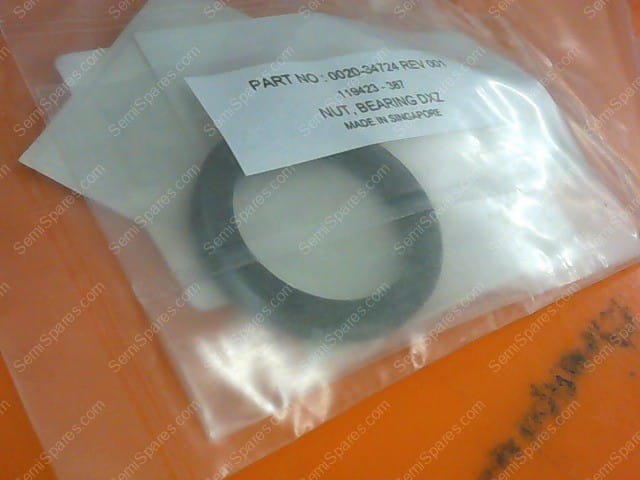 PART NO : 0020-34724 REV 001
119423 - 387
NUT, BEARING DXZ
MADE IN SINGAPORE
SemiSpares.com